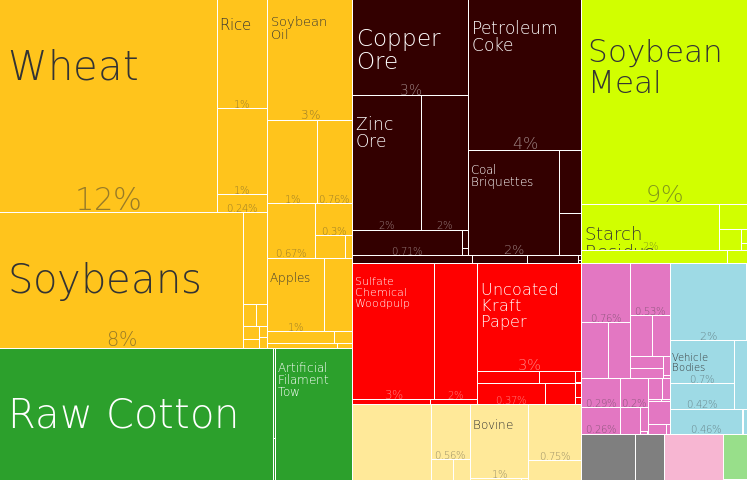 Wheat
12%
Rice
1%
1%
0.24%
Soybean
Oil
3%
1%
0.76%
0.3%
0.67%
Soybeans
8%
Apples
1%
Raw Cotton
Artificial
Filament
Tow
Copper
Ore
3%
Petroleum
Coke
4%
Zinc
Ore
2%
2%
0.71%
Coal
Briquettes
2%
Sulfate
Chemical
Woodpulp
3%
2%
Uncoated
Kraft
Paper
3%
0.37%
0.56%
Bovine
1%
0.75%
Soybean
Meal
9%
Starch
Residue
2%
0.76%
0.53%
0.29%
0.2%
0.26%
2%
Vehicle
Bodies
0.7%
0.42%
0.46%